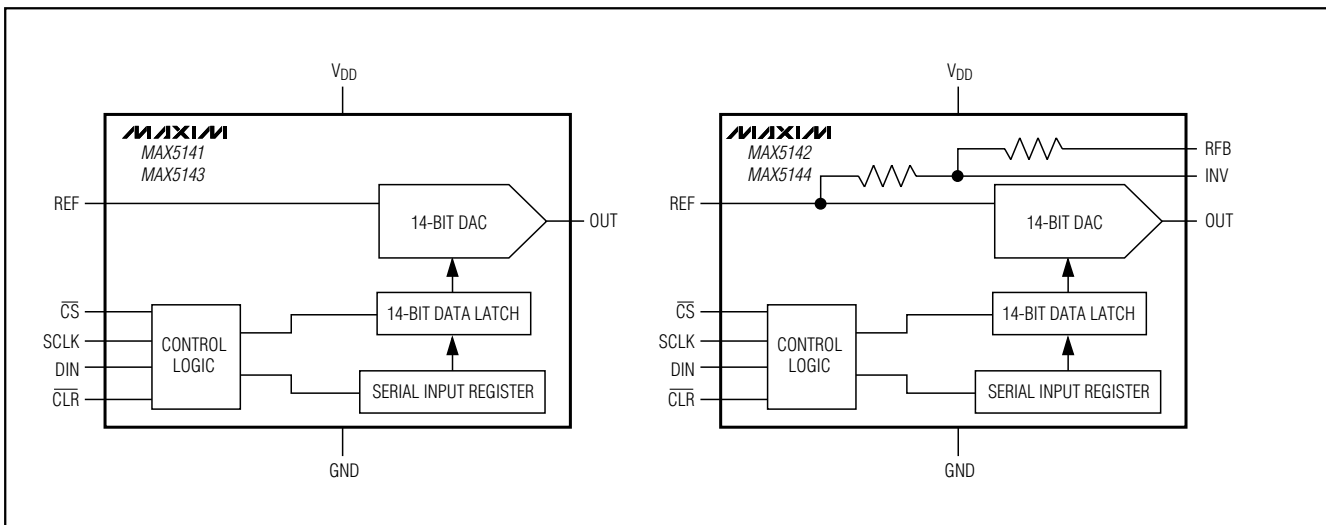 VDD
MAXIM
MAX5141
MAX5143
REF
14-BIT DAC
OUT
CS
SCLK
DIN
CLR
CONTROL
LOGIC
14-BIT DATA LATCH
SERIAL INPUT REGISTER
GND
VDD
MAXIM
MAX5142
MAX5144
RFB
INV
REF
14-BIT DAC
OUT
CS
SCLK
DIN
CLR
CONTROL
LOGIC
14-BIT DATA LATCH
SERIAL INPUT REGISTER
GND